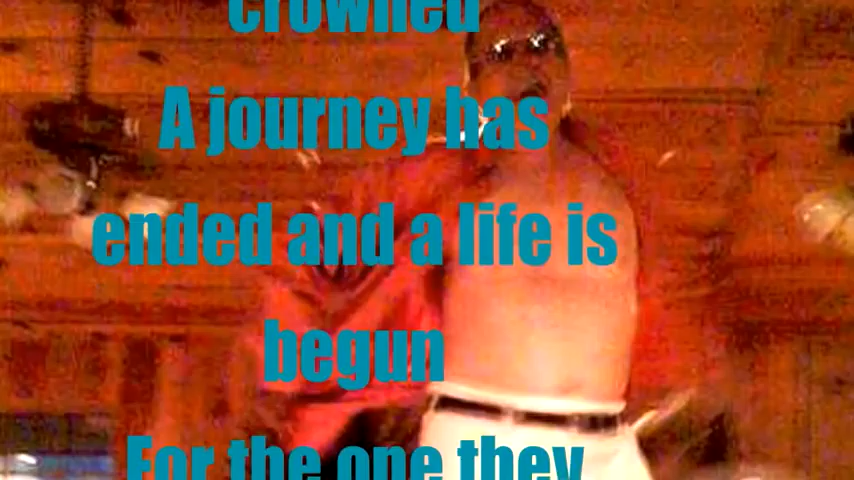 crowned
A journey has
ended and a life is
begun
For the one they